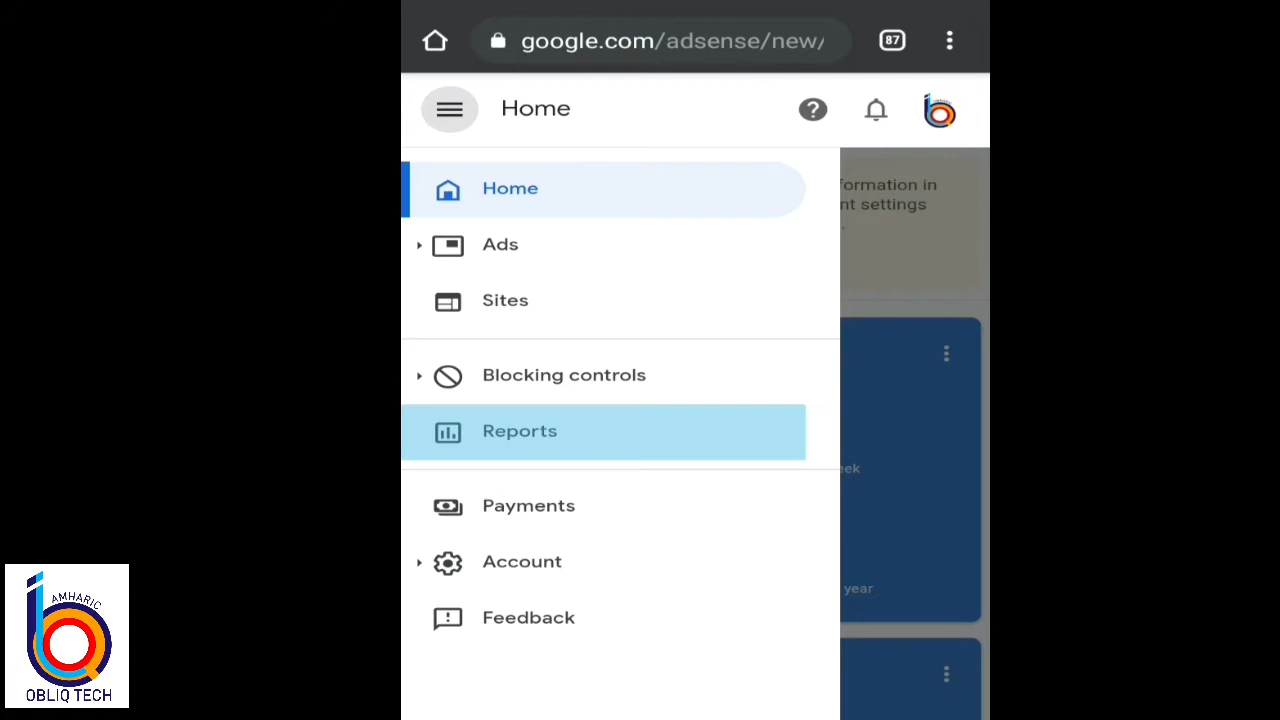 google.com/adsense/new/
87
Home
Home
Ads
Sites
Blocking controls
Reports
Payments
Account
Feedback
formation in
nt settings
.
eek
year
AMHARIC
OBLIQ TECH